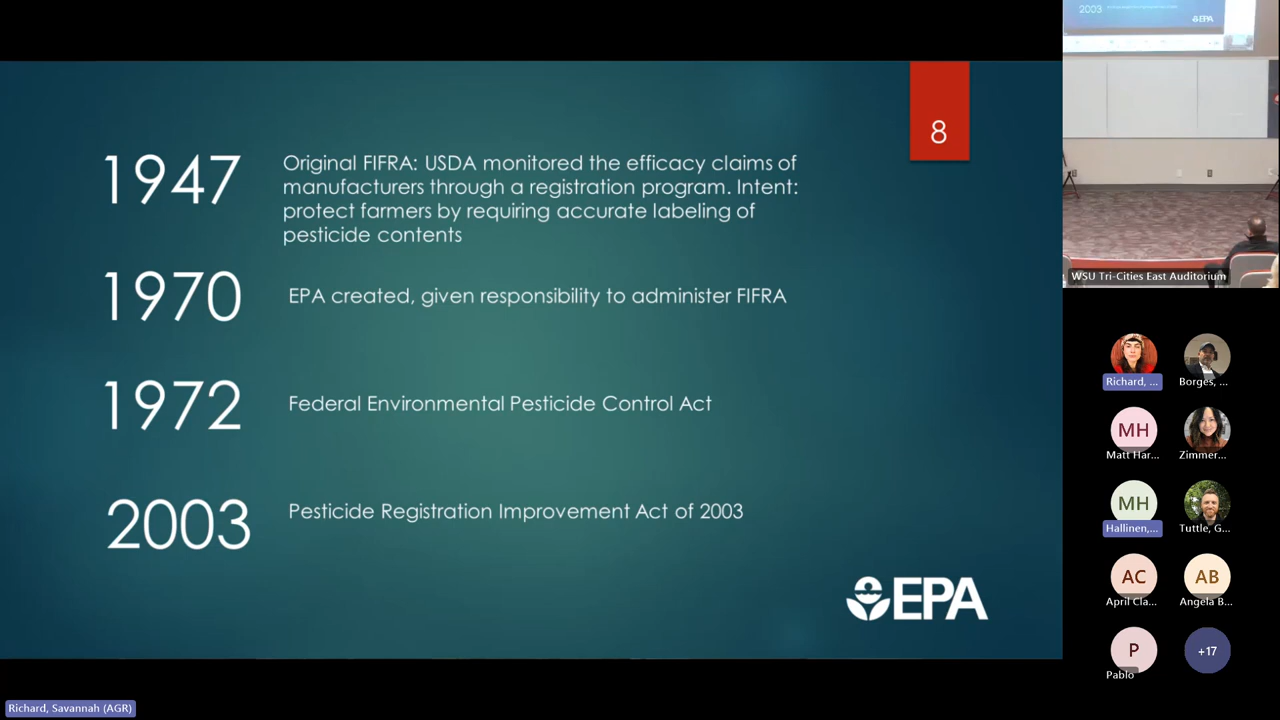 8
1947
Original FIFRA: USDA monitored the efficacy claims of
manufacturers through a registration program. Intent:
protect farmers by requiring accurate labeling of
pesticide contents
1970
EPA created, given responsibility to administer FIFRA
1972
Federal Environmental Pesticide Control Act
2003
Pesticide Registration Improvement Act of 2003
EPA
2003
EPA
WSU Tri-Cities East Auditorium
Richard, ...
Borges, ...
MH
Matt Har...
Zimmer...
MH
Hallinen,...
Tuttle, G...
AC
April Cla...
AB
Angela B...
P
Pablo
+17
Richard, Savannah (AGR)